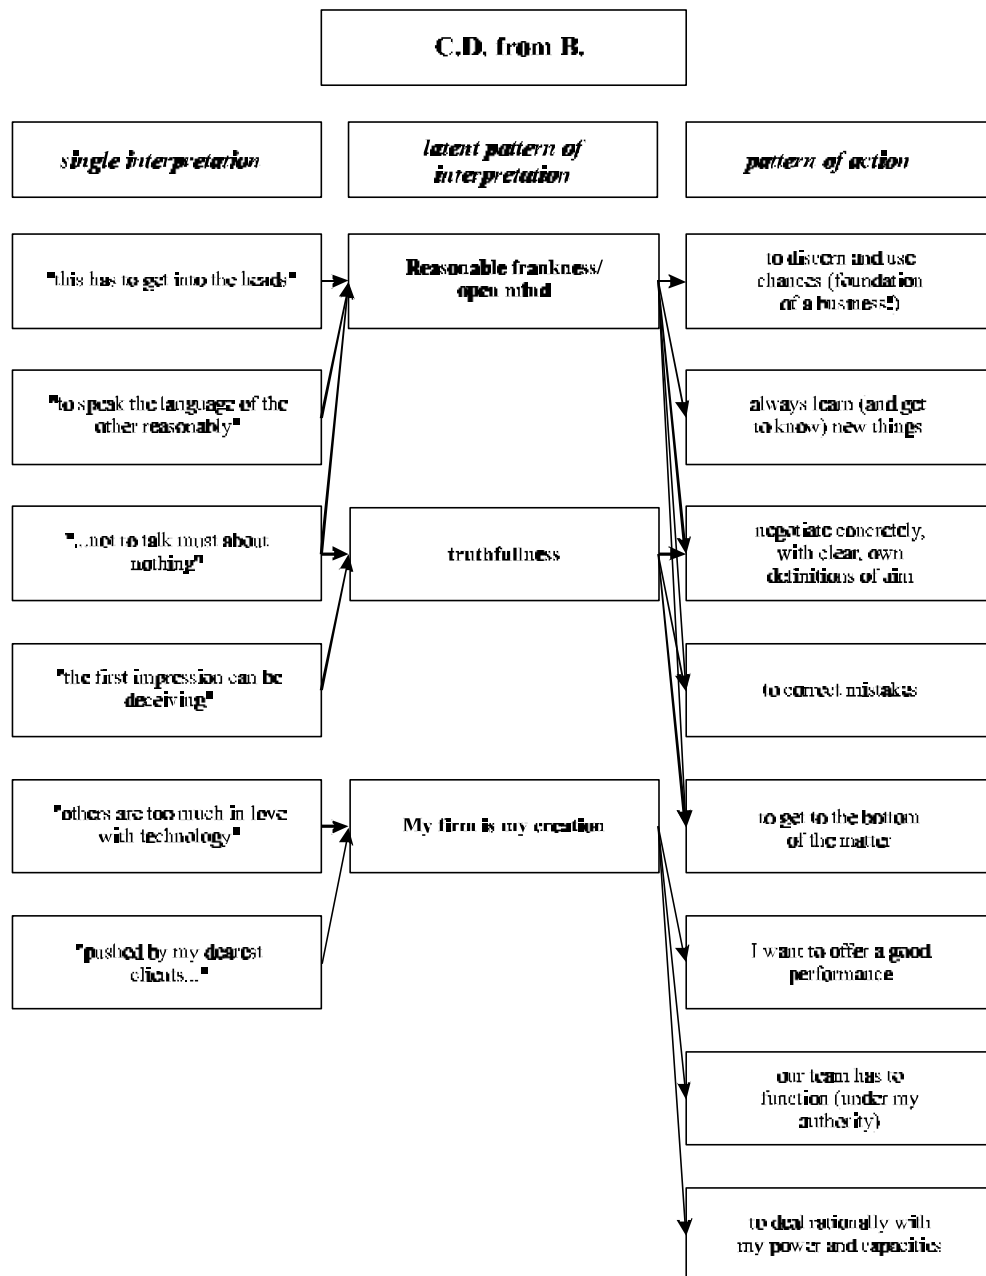 C.D. from B.
single interpretation
latent pattern of
interpretation
pattern of action
"this has to get into the heads"
Reasonable frankness/
open mind
to discern and use
chances (foundation
of a business!)
"to speak the language of the
other reasonably"
always learn (and get
to know) new things
"...not to talk must about
nothing"
truthfullness
negotiate concretely,
with clear, own
definitions of aim
"the first impression can be
deceiving"
to correct mistakes
"others are too much in love
with technology"
My firm is my creation
to get to the bottom
of the matter
"pushed by my dearest
clients..."
I want to offer a good
performance
our team has to
function (under my
authority)
to deal rationally with
my power and capacities